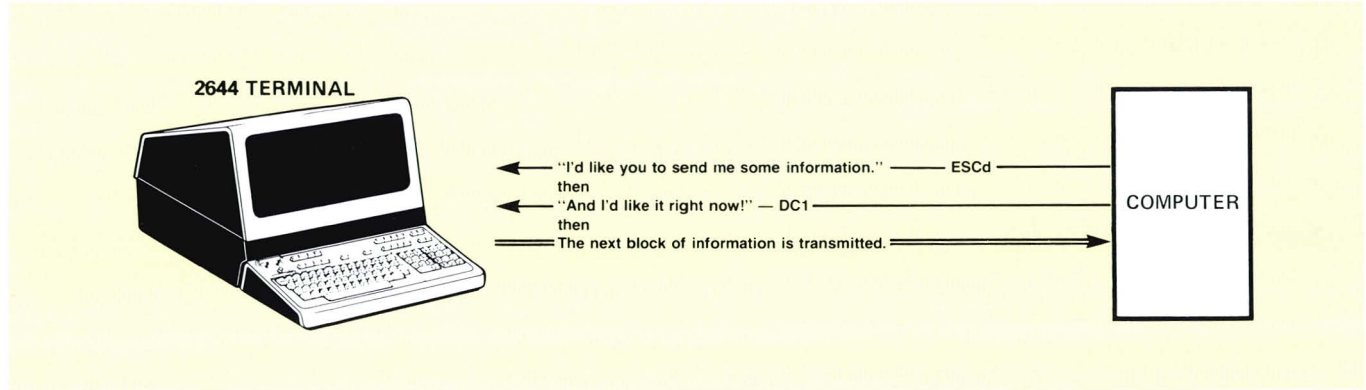 2644 TERMINAL
“I'd like you to send me some information.” — ESCd
then
“And I'd like it right now!” — DC1
then
The next block of information is transmitted.
COMPUTER